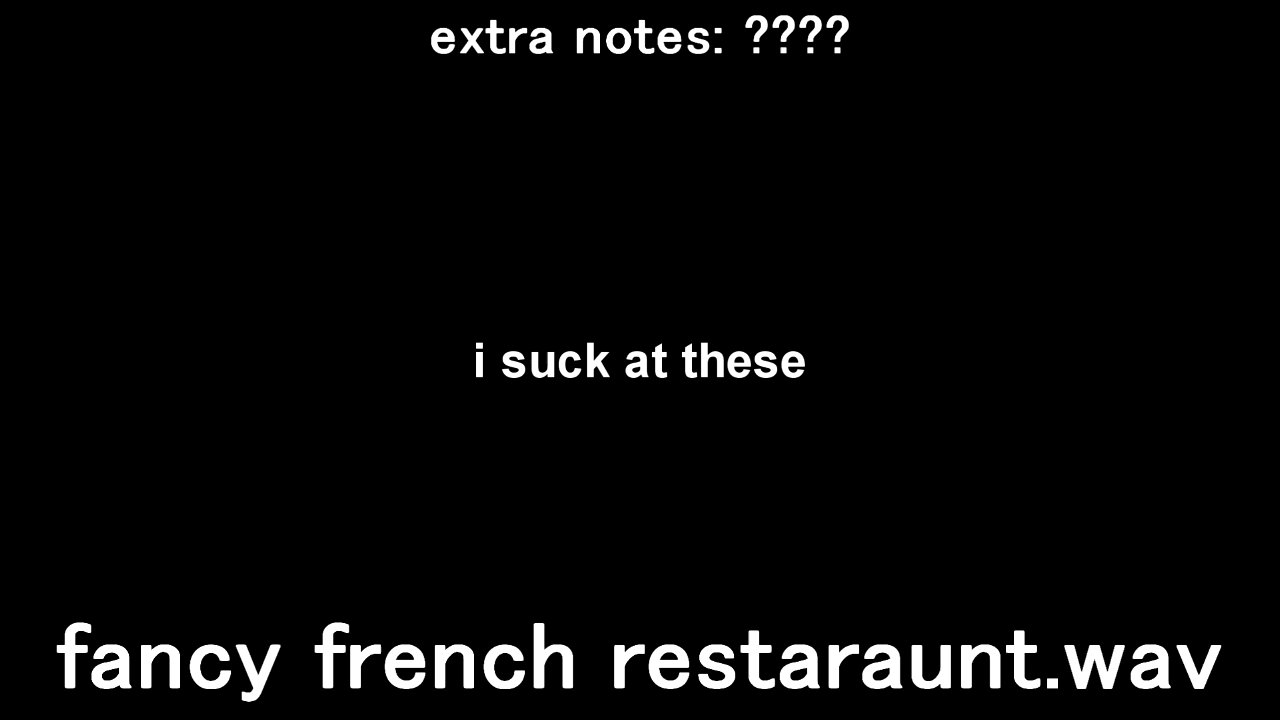 extra notes: ????
i suck at these
fancy french restaraunt.wav